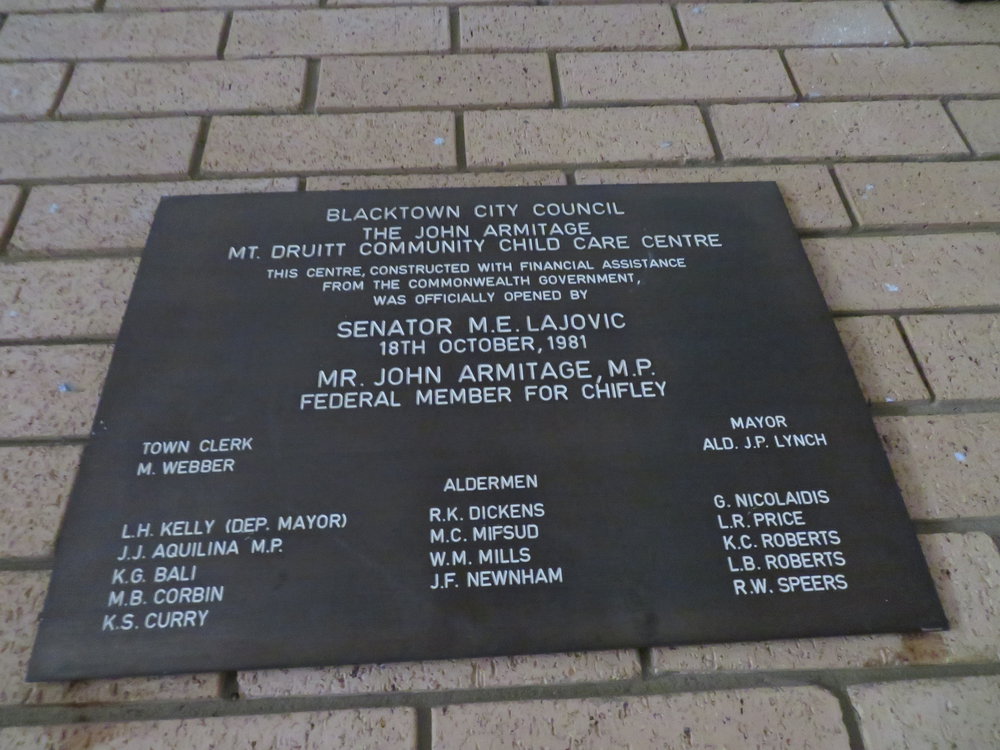 BLACKTOWN CITY COUNCIL
THE JOHN ARMITAGE
MT. DRUITT COMMUNITY CHILD CARE CENTRE
THIS CENTRE, CONSTRUCTED WITH FINANCIAL ASSISTANCE
FROM THE COMMONWEALTH GOVERNMENT,
WAS OFFICIALLY OPENED BY
SENATOR M.E. LAJOVIC
18TH OCTOBER, 1981
MR. JOHN ARMITAGE, M.P.
FEDERAL MEMBER FOR CHIFLEY
TOWN CLERK
M. WEBBER
MAYOR
ALD. J.P. LYNCH
ALDERMEN
L.H. KELLY (DEP. MAYOR)
J.J. AQUILINA M.P.
K.G. BALI
M.B. CORBIN
K.S. CURRY
R.K. DICKENS
M.C. MIFSUD
W.M. MILLS
J.F. NEWNHAM
G. NICOLAIDIS
L.R. PRICE
K.C. ROBERTS
L.B. ROBERTS
R.W. SPEERS